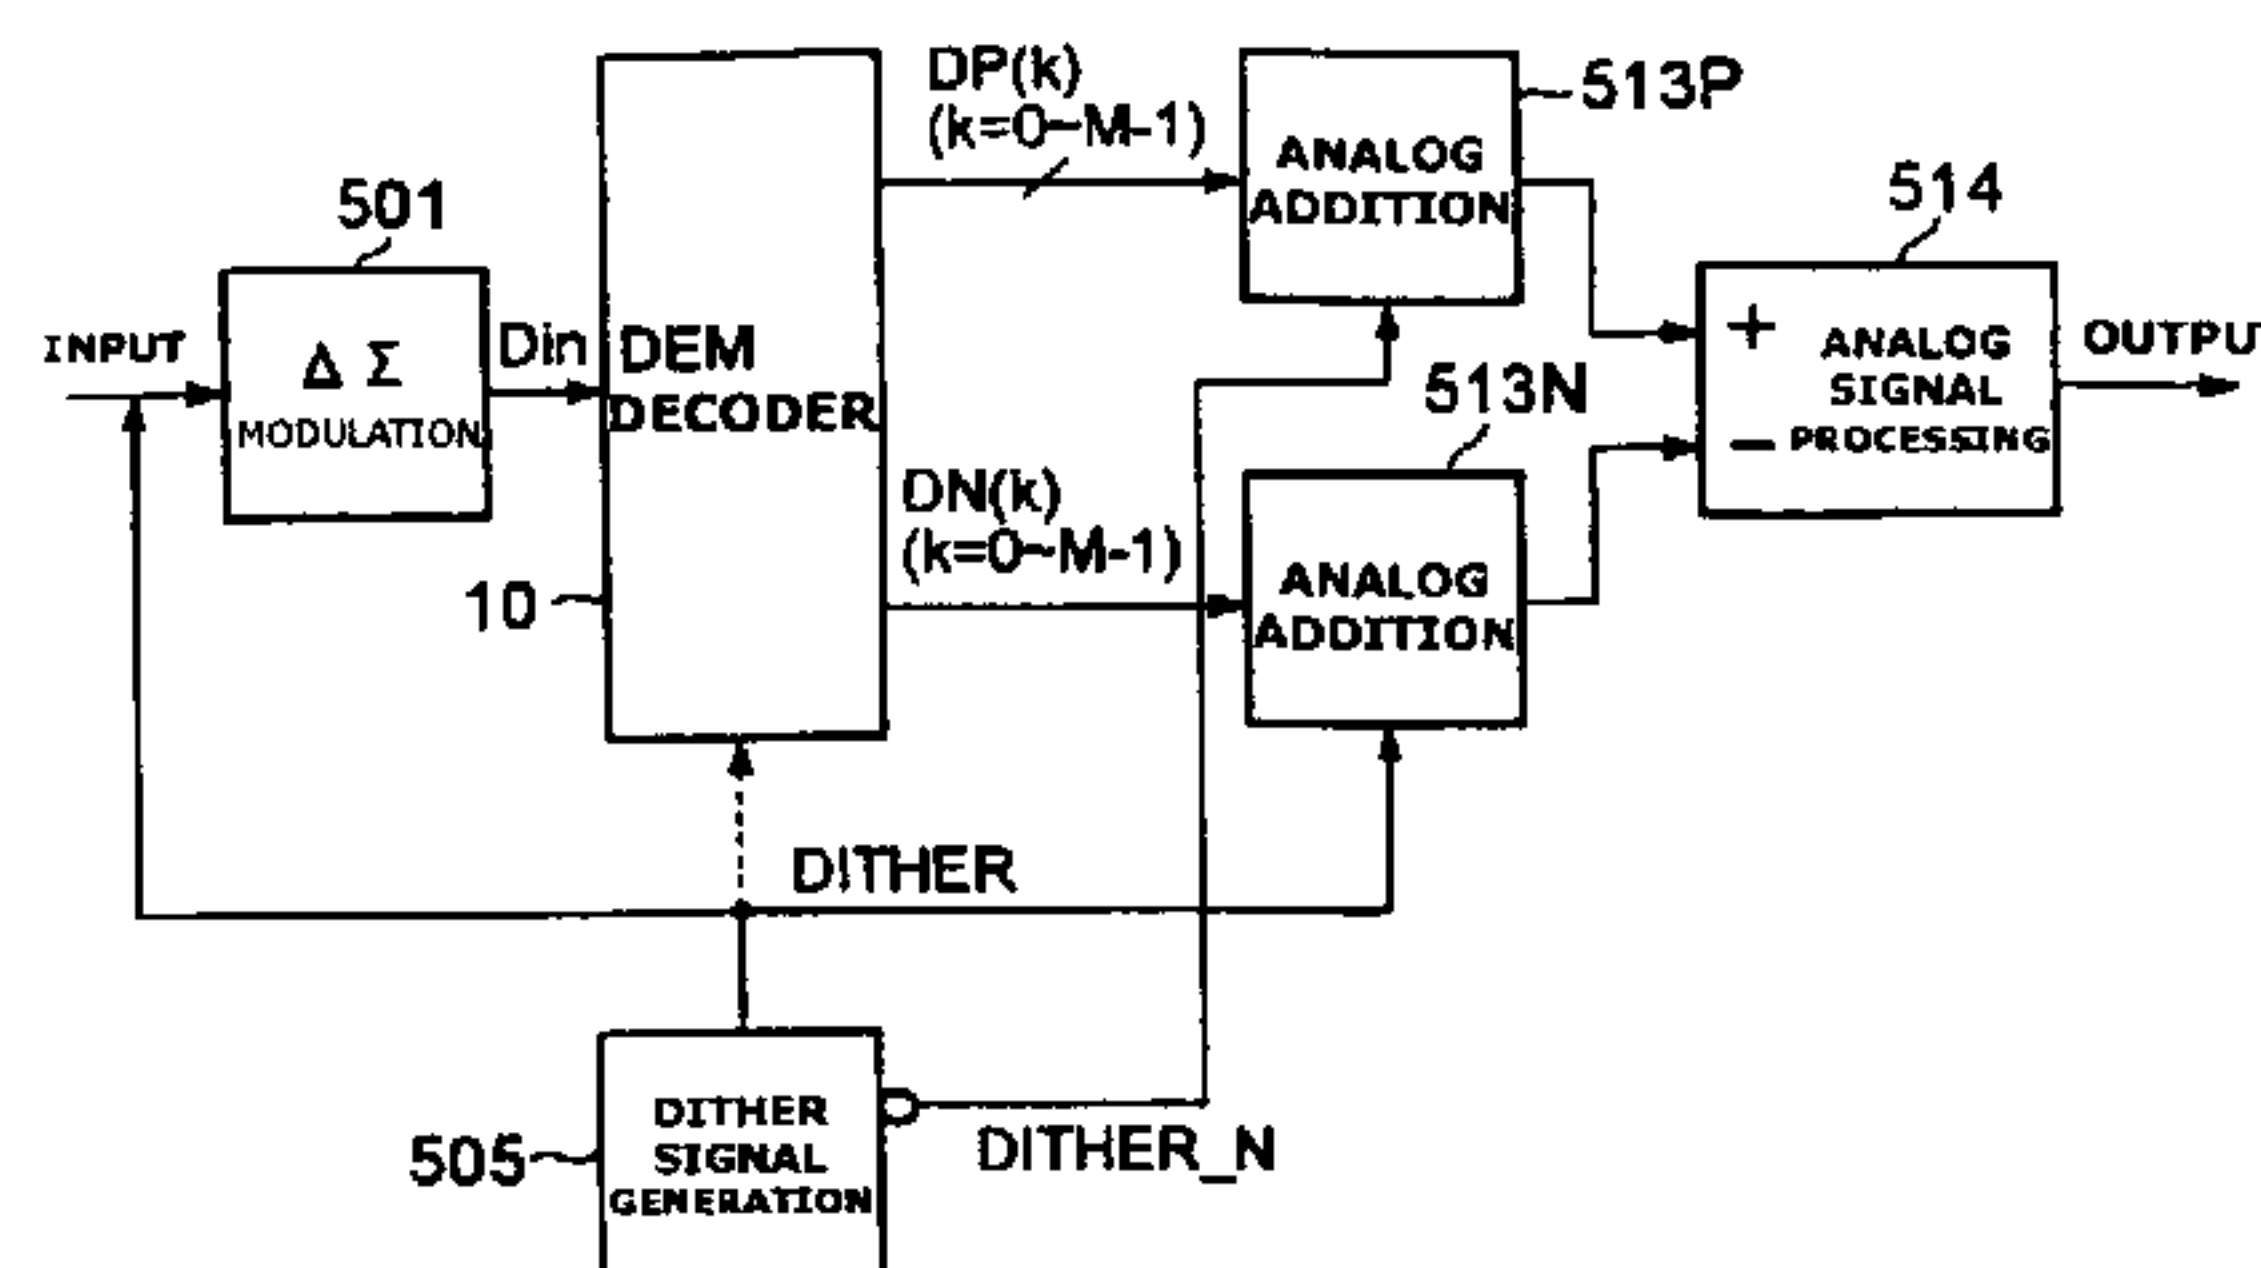 DP(k)
(k=0~M-1)
513P
ANALOG
ADDITION
501
514
INPUT
Δ Σ
MODULATION
Din
DEM
DECODER
+
ANALOG
SIGNAL
− PROCESSING
OUTPU
513N
DN(k)
(k=0~M-1)
10
ANALOG
ADDITION
DITHER
505
DITHER
SIGNAL
GENERATION
DITHER_N